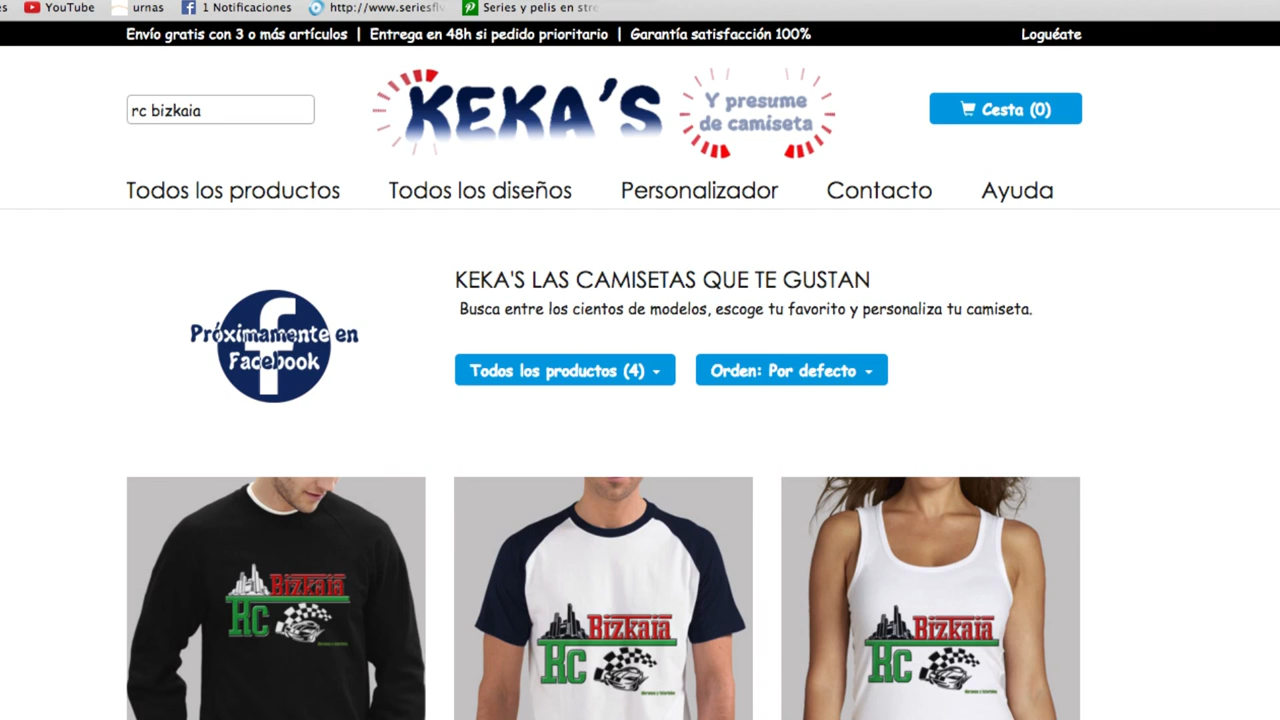 YouTube
urnas
1 Notificaciones
http://www.seriesflv
Series y pelis en stre
Envío gratis con 3 o más artículos | Entrega en 48h si pedido prioritario | Garantía satisfacción 100%
Loguéate
rc bizkaia
KEKA'S
Y presume
de camiseta
Cesta (0)
Todos los productos
Todos los diseños
Personalizador
Contacto
Ayuda
KEKA'S LAS CAMISETAS QUE TE GUSTAN
Busca entre los cientos de modelos, escoge tu favorito y personaliza tu camiseta.
Próximamente en
Facebook
Todos los productos (4)
Orden: Por defecto
Bizkaia
Rc
Bizkaia
Rc
Bizkaia
Rc